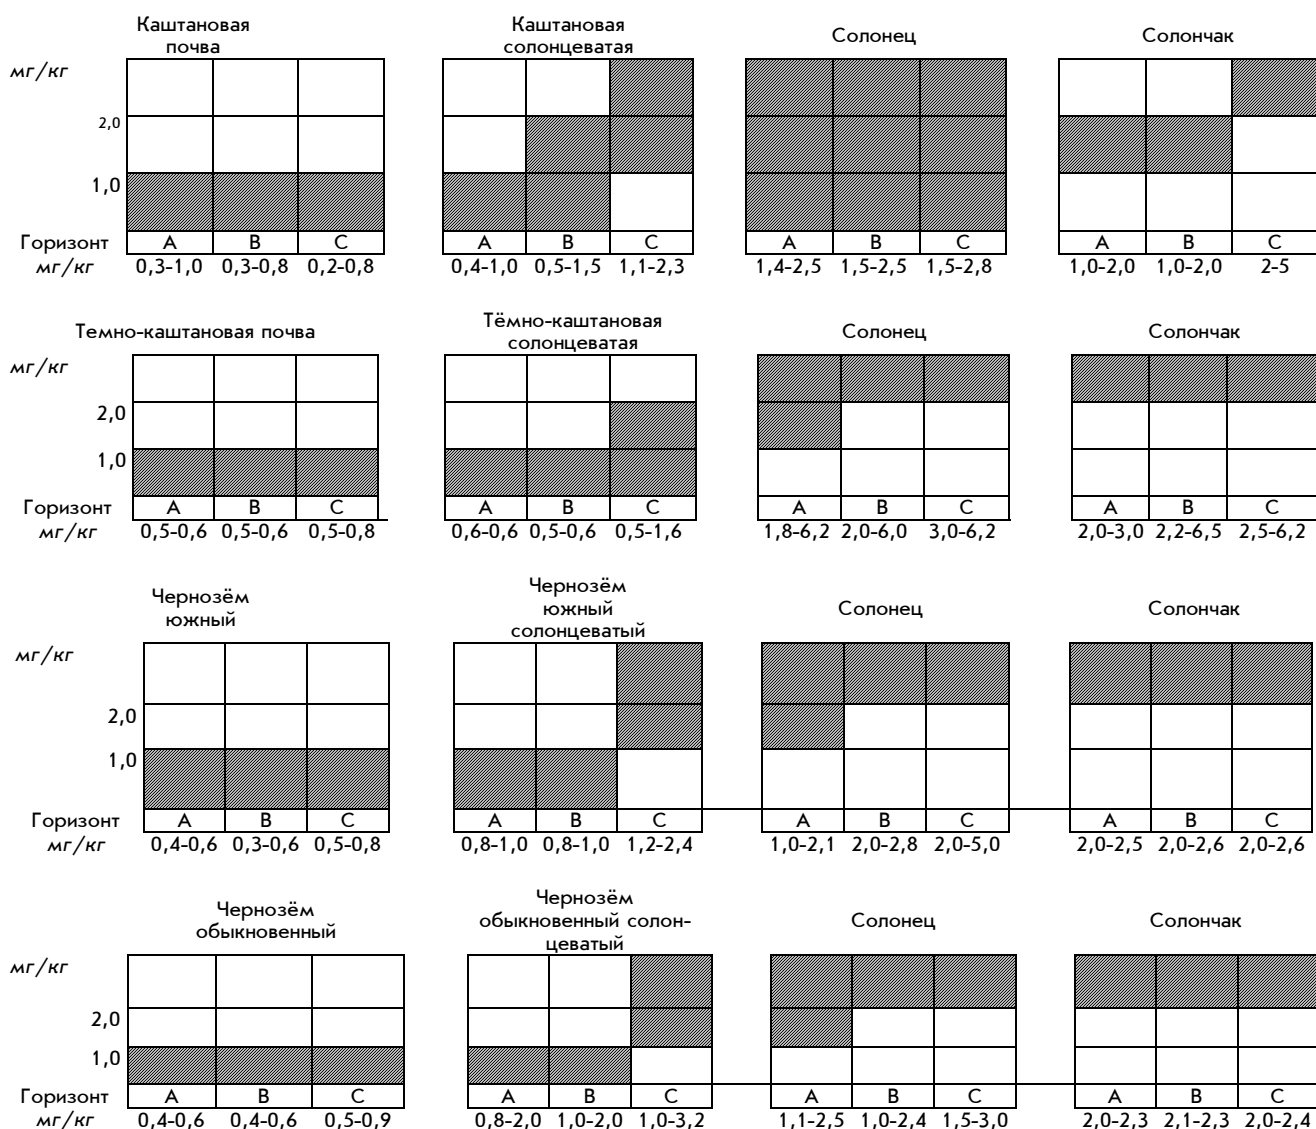 Каштановая
почва
Каштановая
солонцеватая
Солонец
Солончак
мг/кг
2,0
1,0
Горизонт A B C A B C A B C A B C
мг/кг 0,3-1,0 0,3-0,8 0,2-0,8 0,4-1,0 0,5-1,5 1,1-2,3 1,4-2,5 1,5-2,5 1,5-2,8 1,0-2,0 1,0-2,0 2-5
Темно-каштановая почва
Тёмно-каштановая
солонцеватая
Солонец
Солончак
мг/кг
2,0
1,0
Горизонт A B C A B C A B C A B C
мг/кг 0,5-0,6 0,5-0,6 0,5-0,8 0,6-0,6 0,5-0,6 0,5-1,6 1,8-6,2 2,0-6,0 3,0-6,2 2,0-3,0 2,2-6,5 2,5-6,2
Чернозём
южный
Чернозём
южный
солонцеватый
Солонец
Солончак
мг/кг
2,0
1,0
Горизонт A B C A B C A B C A B C
мг/кг 0,4-0,6 0,3-0,6 0,5-0,8 0,8-1,0 0,8-1,0 1,2-2,4 1,0-2,1 2,0-2,8 2,0-5,0 2,0-2,5 2,0-2,6 2,0-2,6
Чернозём
обыкновенный
Чернозём
обыкновенный солон-
цеватый
Солонец
Солончак
мг/кг
2,0
1,0
Горизонт A B C A B C A B C A B C
мг/кг 0,4-0,6 0,4-0,6 0,5-0,9 0,8-2,0 1,0-2,0 1,0-3,2 1,1-2,5 1,0-2,4 1,5-3,0 2,0-2,3 2,1-2,3 2,0-2,4